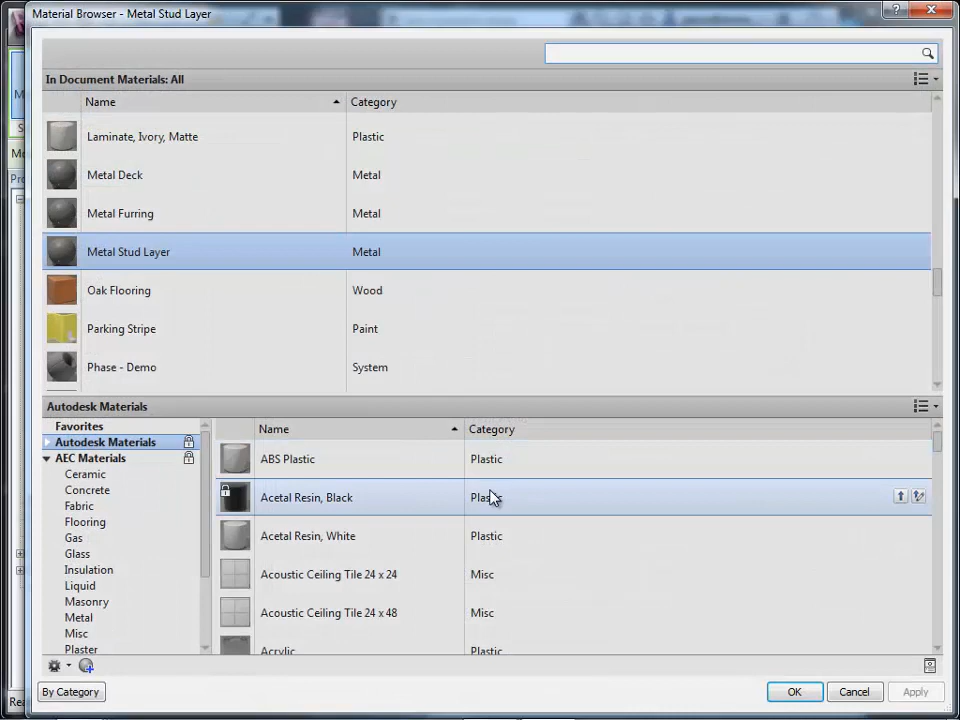 Material Browser - Metal Stud Layer
In Document Materials: All
Name Category
Laminate, Ivory, Matte Plastic
Metal Deck Metal
Metal Furring Metal
Metal Stud Layer Metal
Oak Flooring Wood
Parking Stripe Paint
Phase - Demo System
Autodesk Materials
Favorites
Autodesk Materials
AEC Materials
Ceramic
Concrete
Fabric
Flooring
Gas
Glass
Insulation
Liquid
Masonry
Metal
Misc
Plaster
Name Category
ABS Plastic Plastic
Acetal Resin, Black Plastic
Acetal Resin, White Plastic
Acoustic Ceiling Tile 24 x 24 Misc
Acoustic Ceiling Tile 24 x 48 Misc
Acrylic Plastic
By Category OK Cancel Apply